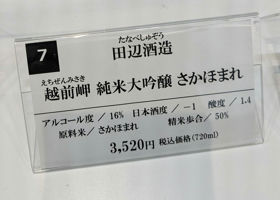 7
たなべしゅぞう
田辺酒造
えちぜんみさき
越前岬 純米大吟醸 さかほまれ
アルコール度／16% 日本酒度／−1 酸度／1.4
原料米／さかほまれ 精米歩合／50%
3,520円 税込価格(720ml)